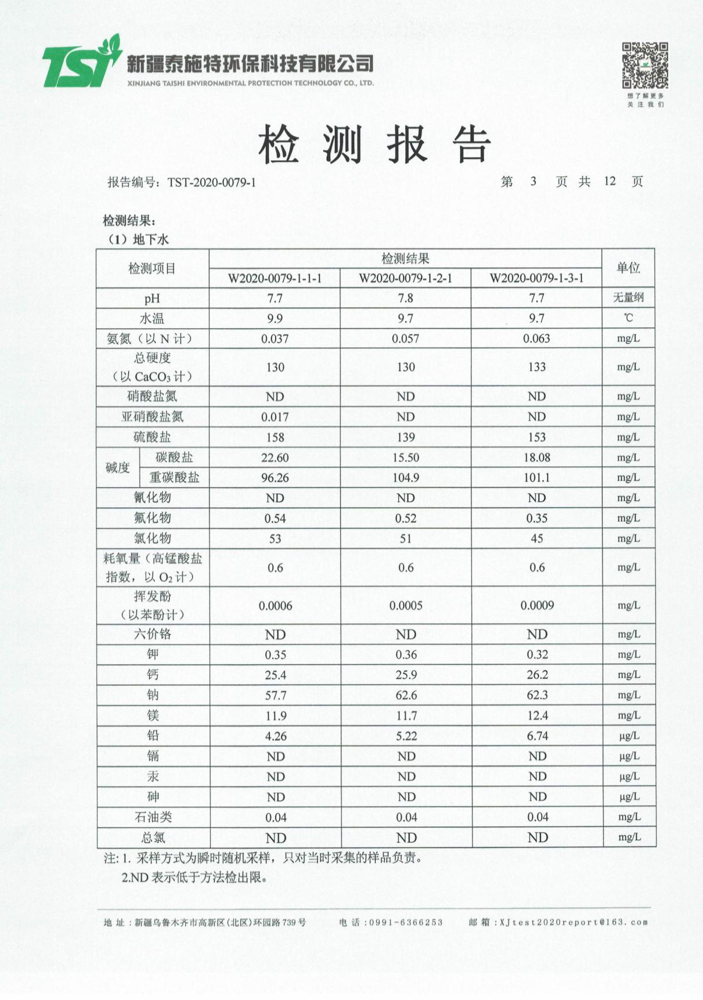 TST 新疆泰施特环保科技有限公司
XINJIANG TAISHI ENVIRONMENTAL PROTECTION TECHNOLOGY CO., LTD.
想了解更多
关注我们
检测报告
报告编号：TST-2020-0079-1 第 3 页 共 12 页
检测结果：
（1）地下水
检测项目 检测结果 单位
W2020-0079-1-1-1 W2020-0079-1-2-1 W2020-0079-1-3-1
pH 7.7 7.8 7.7 无量纲
水温 9.9 9.7 9.7 ℃
氨氮（以 N 计） 0.037 0.057 0.063 mg/L
总硬度
（以 CaCO₃ 计） 130 130 133 mg/L
硝酸盐氮 ND ND ND mg/L
亚硝酸盐氮 0.017 ND ND mg/L
硫酸盐 158 139 153 mg/L
碱度 碳酸盐 22.60 15.50 18.08 mg/L
重碳酸盐 96.26 104.9 101.1 mg/L
氰化物 ND ND ND mg/L
氟化物 0.54 0.52 0.35 mg/L
氯化物 53 51 45 mg/L
耗氧量（高锰酸盐
指数，以 O₂ 计） 0.6 0.6 0.6 mg/L
挥发酚
（以苯酚计） 0.0006 0.0005 0.0009 mg/L
六价铬 ND ND ND mg/L
钾 0.35 0.36 0.32 mg/L
钙 25.4 25.9 26.2 mg/L
钠 57.7 62.6 62.3 mg/L
镁 11.9 11.7 12.4 mg/L
铅 4.26 5.22 6.74 μg/L
镉 ND ND ND μg/L
汞 ND ND ND μg/L
砷 ND ND ND μg/L
石油类 0.04 0.04 0.04 mg/L
总氯 ND ND ND mg/L
注: 1. 采样方式为瞬时随机采样，只对当时采集的样品负责。
2.ND 表示低于方法检出限。
地址:新疆乌鲁木齐市高新区(北区)环园路739号 电话:0991-6366253 邮箱:XJtest2020report@163.com